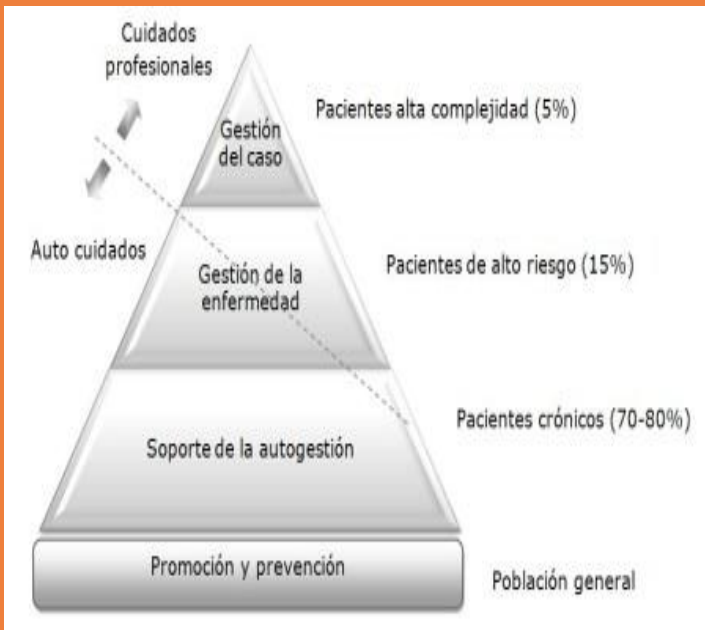 Cuidados
profesionales
Pacientes alta complejidad (5%)
Gestión
del caso
Auto cuidados
Pacientes de alto riesgo (15%)
Gestión de la
enfermedad
Pacientes crónicos (70-80%)
Soporte de la autogestión
Promoción y prevención
Población general